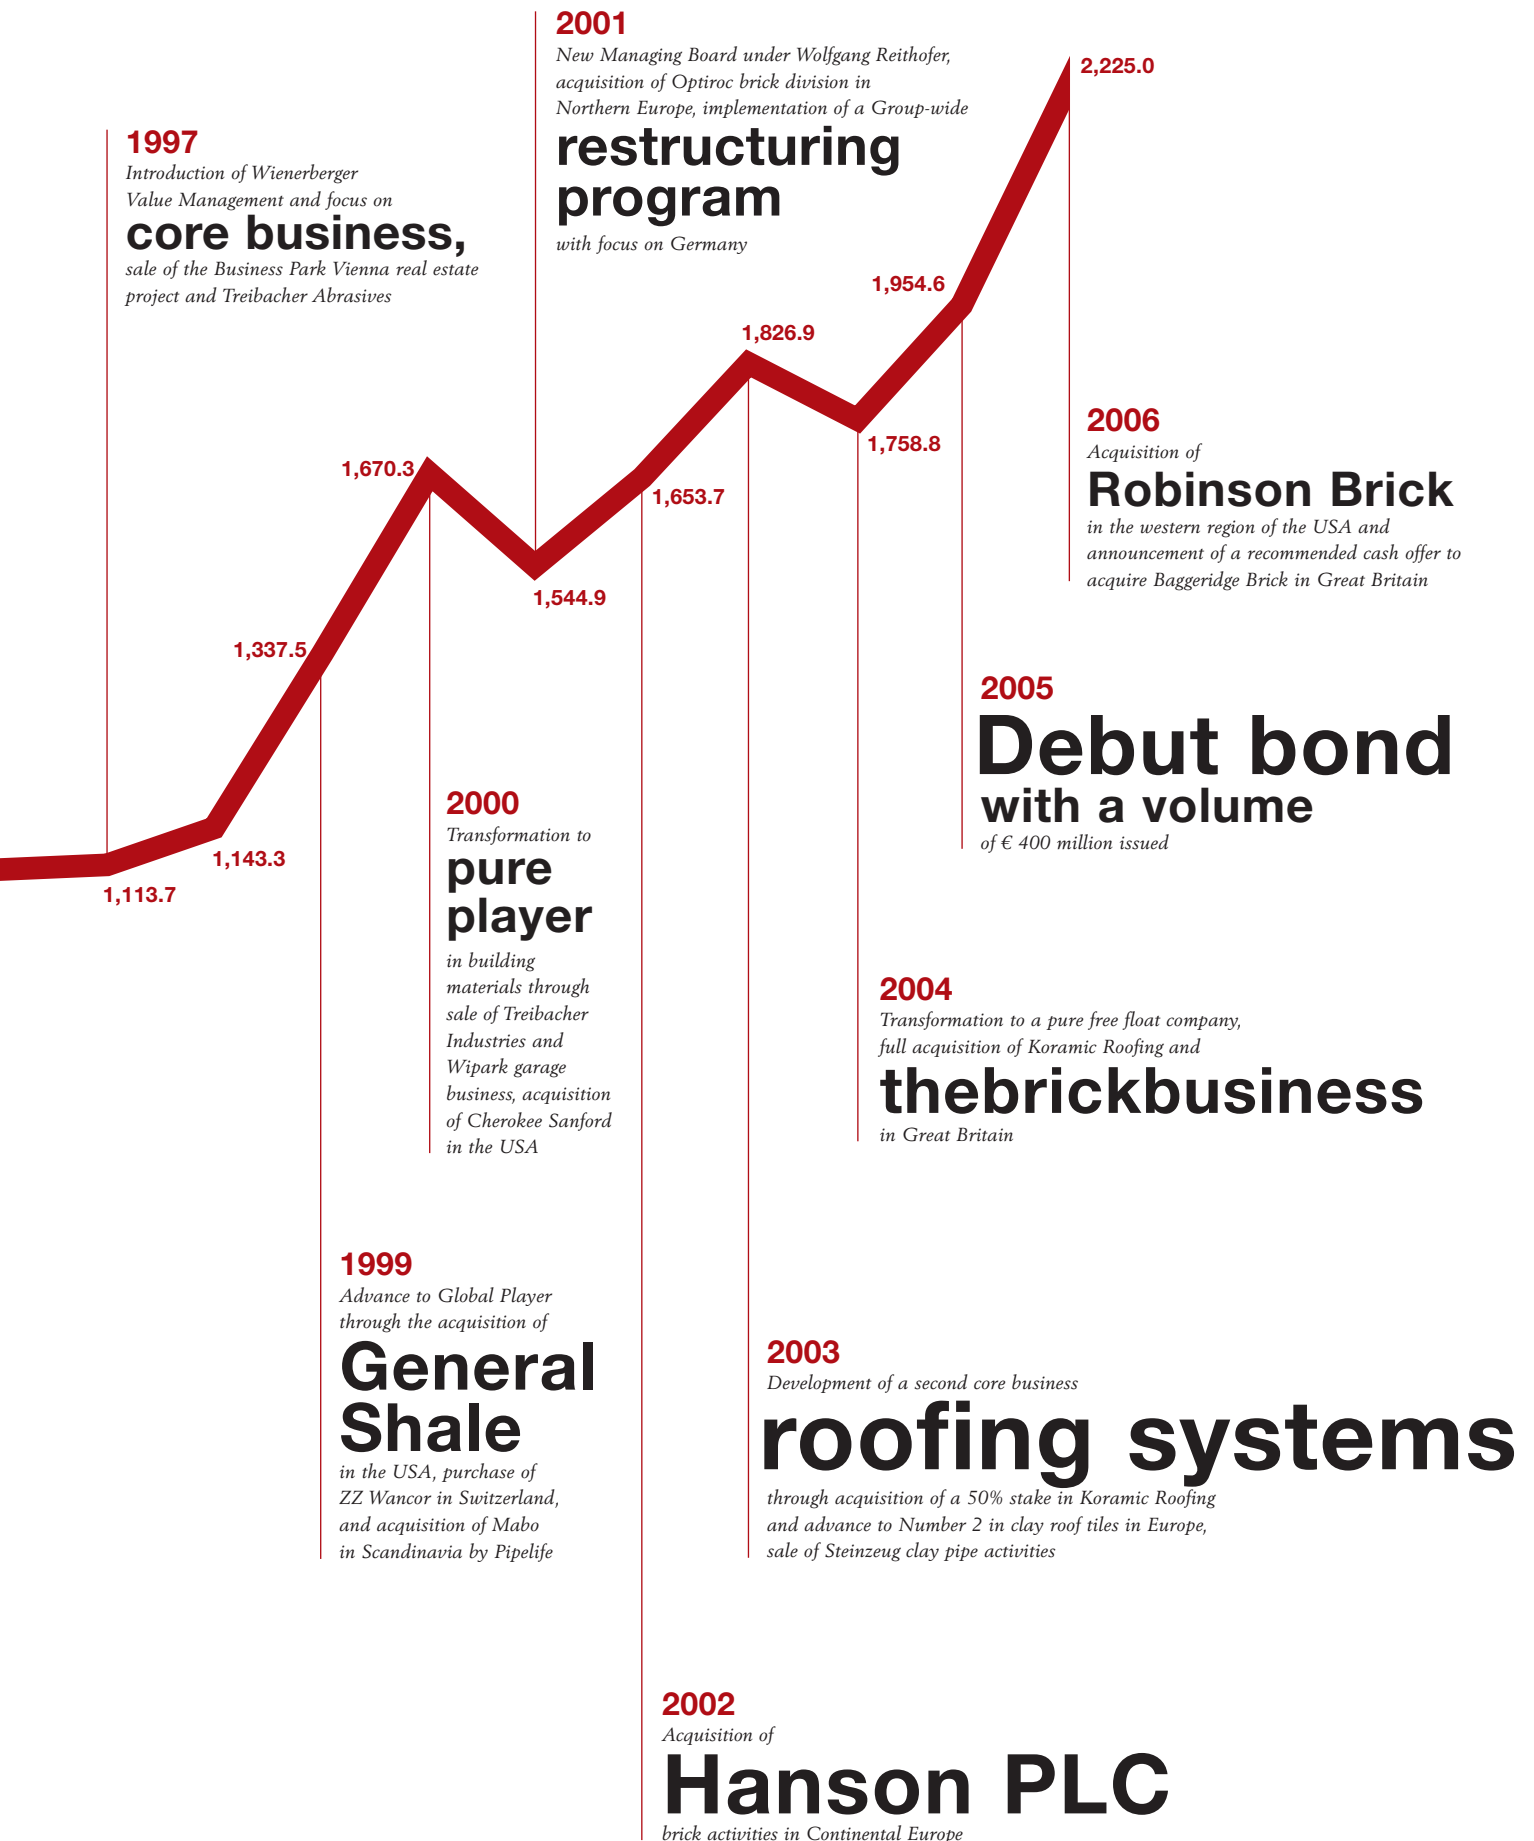 2001
New Managing Board under Wolfgang Reithofer,
acquisition of Optiroc brick division in
Northern Europe, implementation of a Group-wide
restructuring
program
with focus on Germany
2,225.0
1997
Introduction of Wienerberger
Value Management and focus on
core business,
sale of the Business Park Vienna real estate
project and Treibacher Abrasives
1,954.6
1,826.9
1,758.8
1,670.3
1,653.7
1,544.9
1,337.5
1,143.3
1,113.7
2006
Acquisition of
Robinson Brick
in the western region of the USA and
announcement of a recommended cash offer to
acquire Baggeridge Brick in Great Britain
2005
Debut bond
with a volume
of € 400 million issued
2000
Transformation to
pure
player
in building
materials through
sale of Treibacher
Industries and
Wipark garage
business, acquisition
of Cherokee Sanford
in the USA
2004
Transformation to a pure free float company,
full acquisition of Koramic Roofing and
thebrickbusiness
in Great Britain
1999
Advance to Global Player
through the acquisition of
General
Shale
in the USA, purchase of
ZZ Wancor in Switzerland,
and acquisition of Mabo
in Scandinavia by Pipelife
2003
Development of a second core business
roofing systems
through acquisition of a 50% stake in Koramic Roofing
and advance to Number 2 in clay roof tiles in Europe,
sale of Steinzeug clay pipe activities
2002
Acquisition of
Hanson PLC
brick activities in Continental Europe